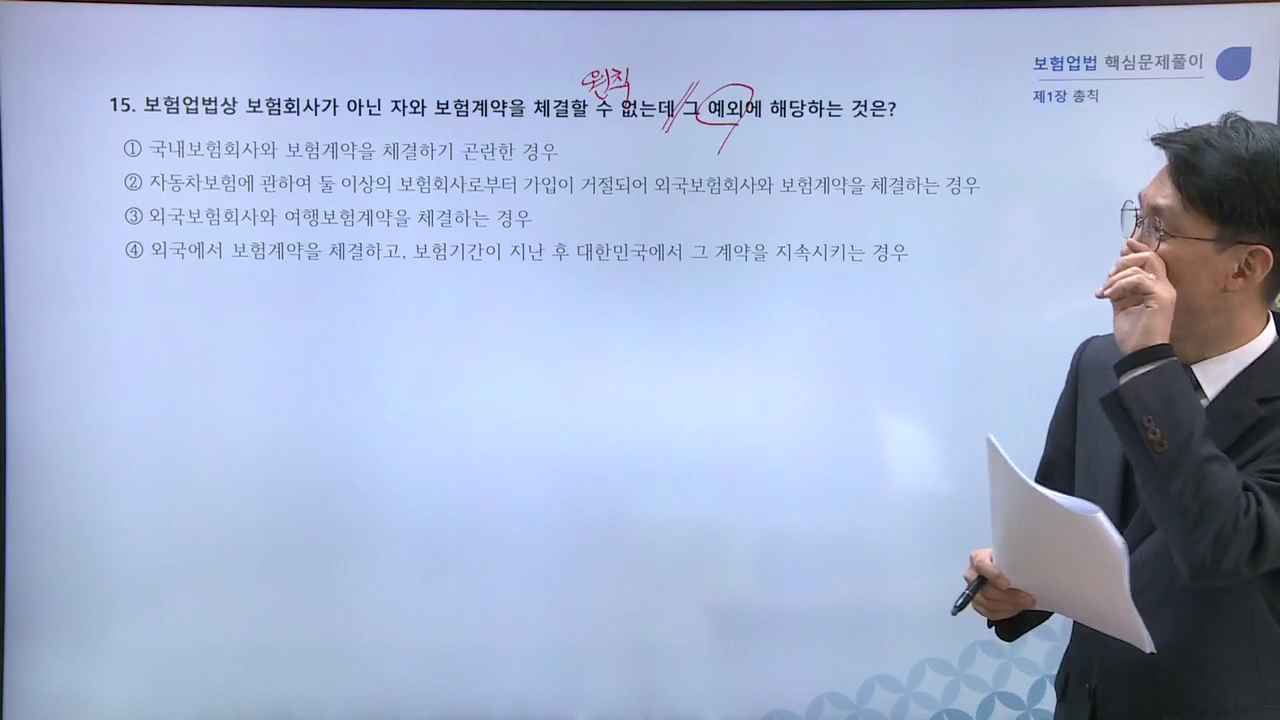 보험업법 핵심문제풀이
제1장 총칙
원칙
15. 보험업법상 보험회사가 아닌 자와 보험계약을 체결할 수 없는데 그 예외에 해당하는 것은?
① 국내보험회사와 보험계약을 체결하기 곤란한 경우
② 자동차보험에 관하여 둘 이상의 보험회사로부터 가입이 거절되어 외국보험회사와 보험계약을 체결하는 경우
③ 외국보험회사와 여행보험계약을 체결하는 경우
④ 외국에서 보험계약을 체결하고, 보험기간이 지난 후 대한민국에서 그 계약을 지속시키는 경우